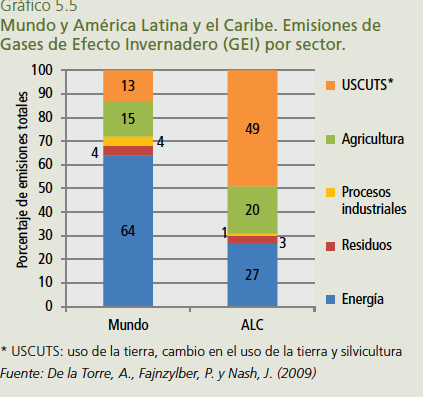 Gráfico 5.5
Mundo y América Latina y el Caribe. Emisiones de
Gases de Efecto Invernadero (GEI) por sector.
Porcentaje de emisiones totales
100
90
80
70
60
50
40
30
20
10
0
13
15
4
4
64
49
20
1
3
27
Mundo
ALC
USCUTS*
Agricultura
Procesos
industriales
Residuos
Energía
* USCUTS: uso de la tierra, cambio en el uso de la tierra y silvicultura
Fuente: De la Torre, A., Fajnzylber, P. y Nash, J. (2009)